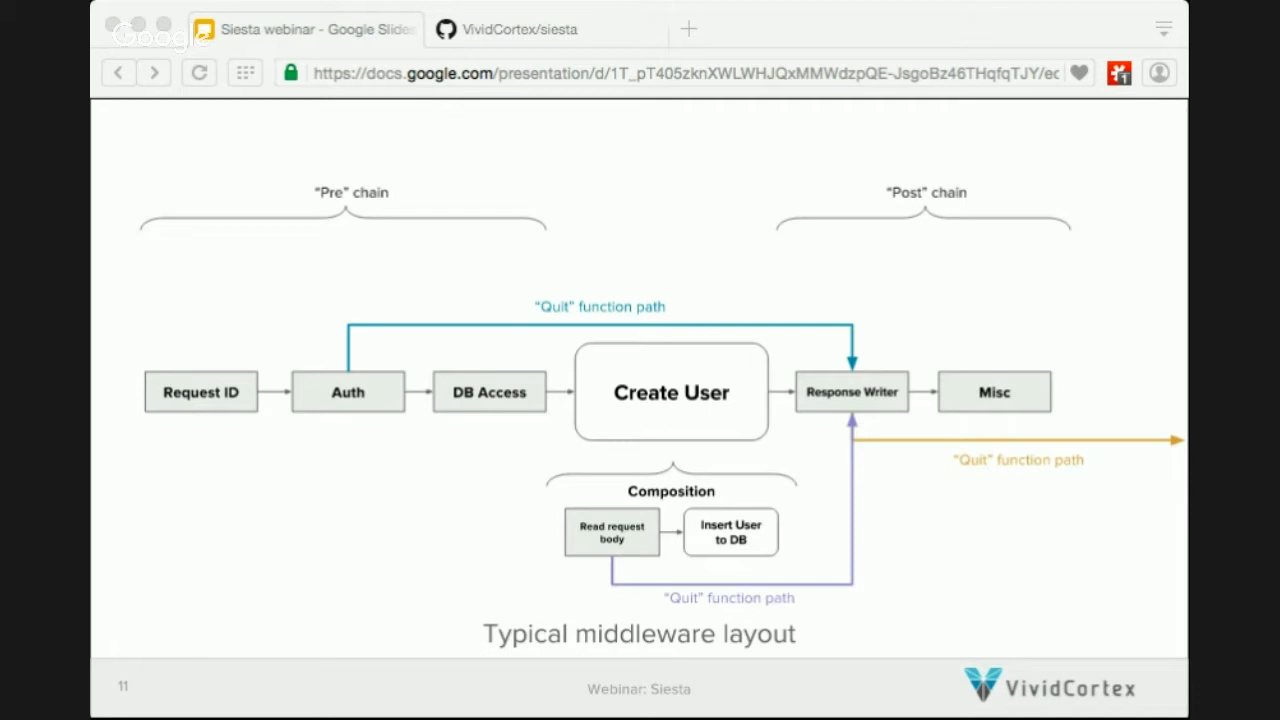 Google
Siesta webinar - Google Slides
VividCortex/siesta
https://docs.google.com/presentation/d/1T_pT405zknXWLWHJQxMMWdzpQE-JsgoBz46THqfqTJY/ec
1
"Pre" chain
"Post" chain
"Quit" function path
Request ID
Auth
DB Access
Create User
Response Writer
Misc
"Quit" function path
Composition
Read request
body
Insert User
to DB
"Quit" function path
Typical middleware layout
11
Webinar: Siesta
VividCortex